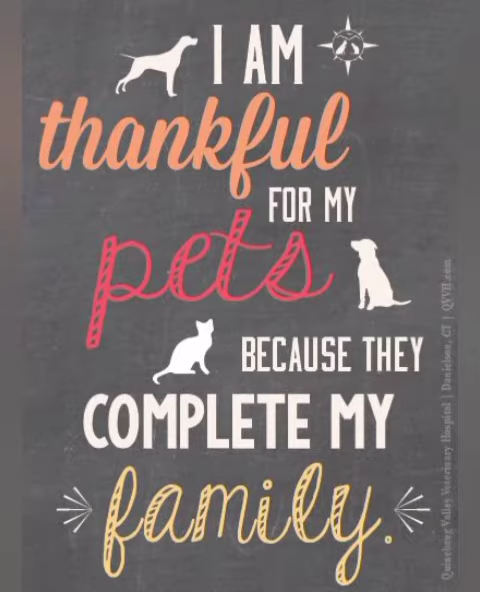 I AM
thankful
FOR MY
pets
BECAUSE THEY
COMPLETE MY
family.
Quinebaug Valley Veterinary Hospital | Danielson, CT | QVVH.com